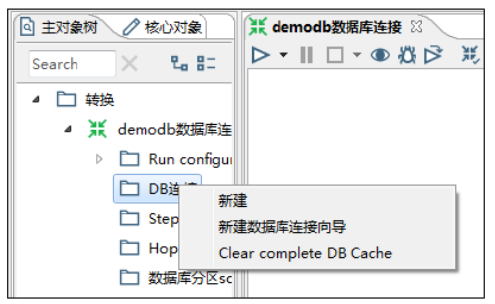 主对象树 核心对象
Search
转换
demodb数据库连
Run configu
DB连
Step
Hop
数据库分区sc
demodb数据库连接
新建
新建数据库连接向导
Clear complete DB Cache